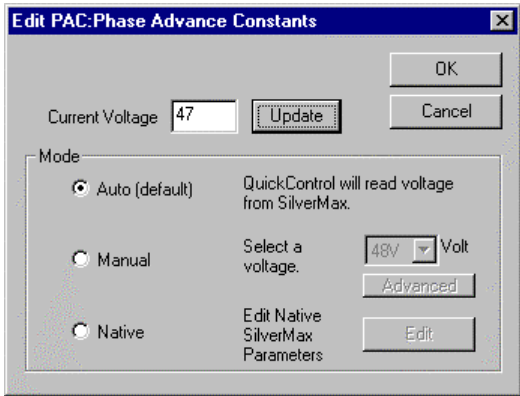 Edit PAC:Phase Advance Constants
OK
Current Voltage 47 Update Cancel
Mode
Auto (default) QuickControl will read voltage
from SilverMax.
Manual Select a
voltage. 48V Volt
Advanced
Native Edit Native
SilverMax
Parameters Edit